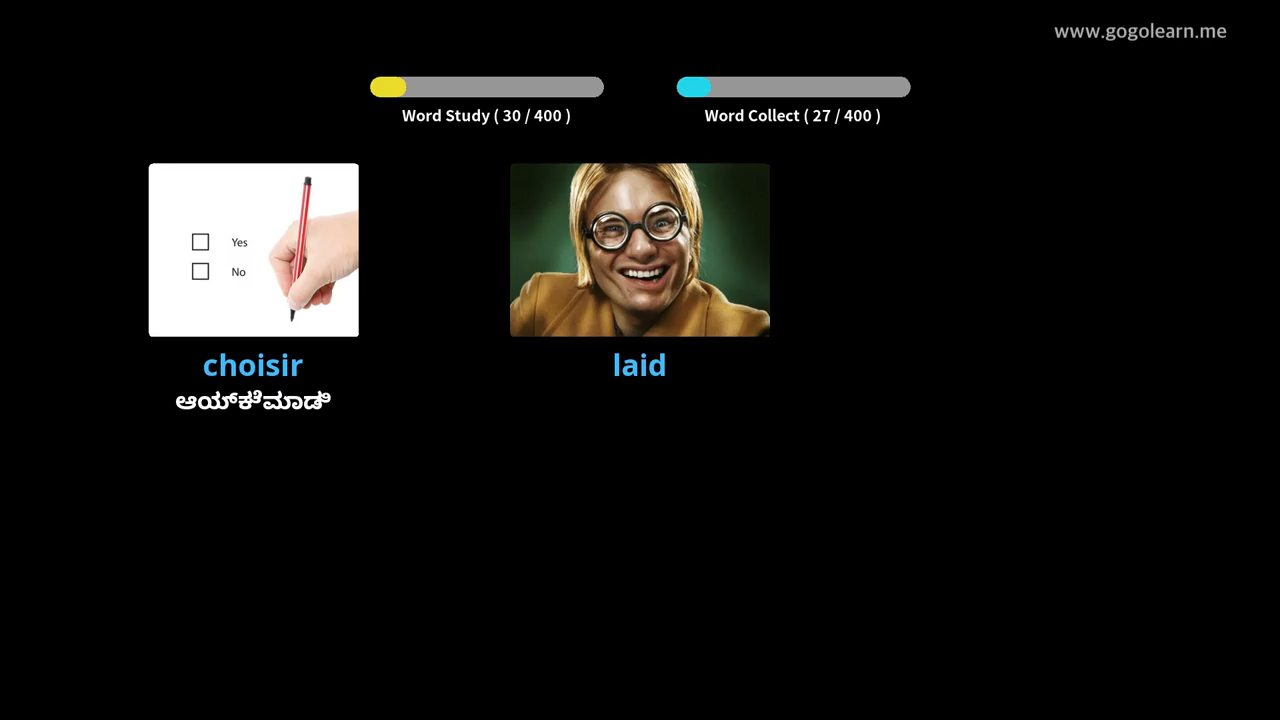 www.gogolearn.me
Word Study ( 30 / 400 )
Word Collect ( 27 / 400 )
Yes
No
choisir
ಆಯ್ಕೆಮಾಡಿ
laid